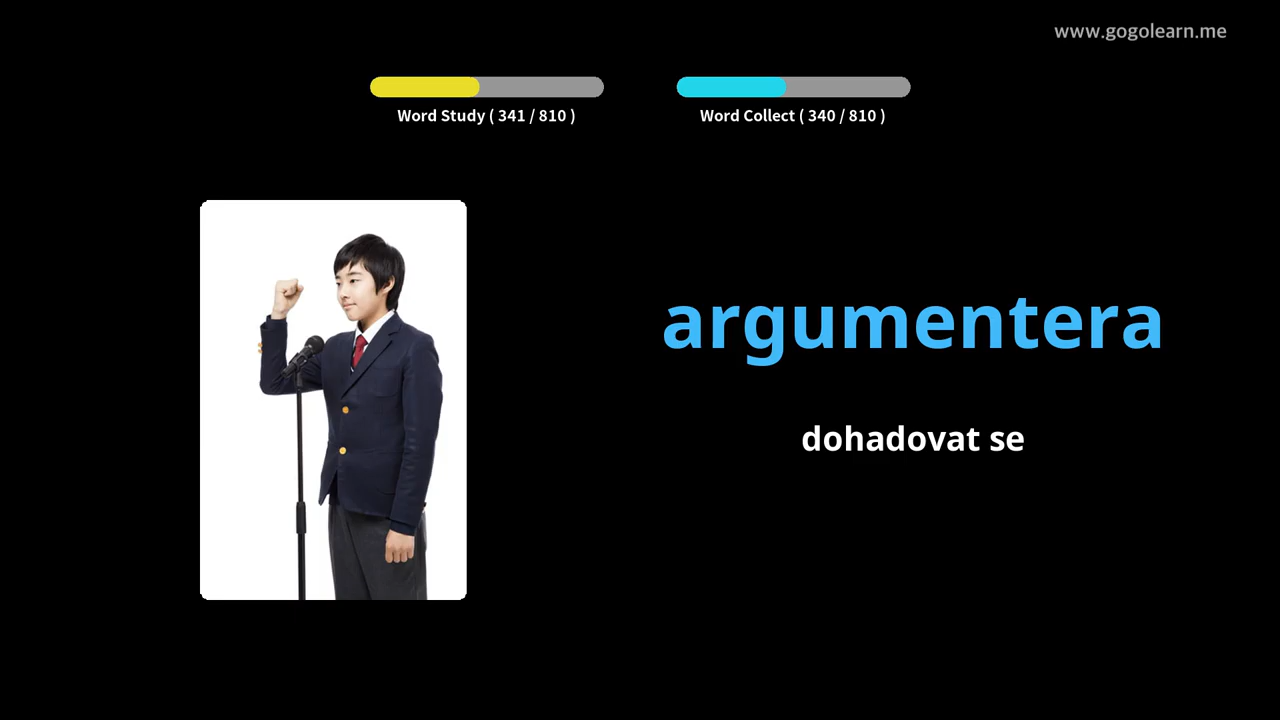 www.gogolearn.me
Word Study ( 341 / 810 )
Word Collect ( 340 / 810 )
argumentera
dohadovat se